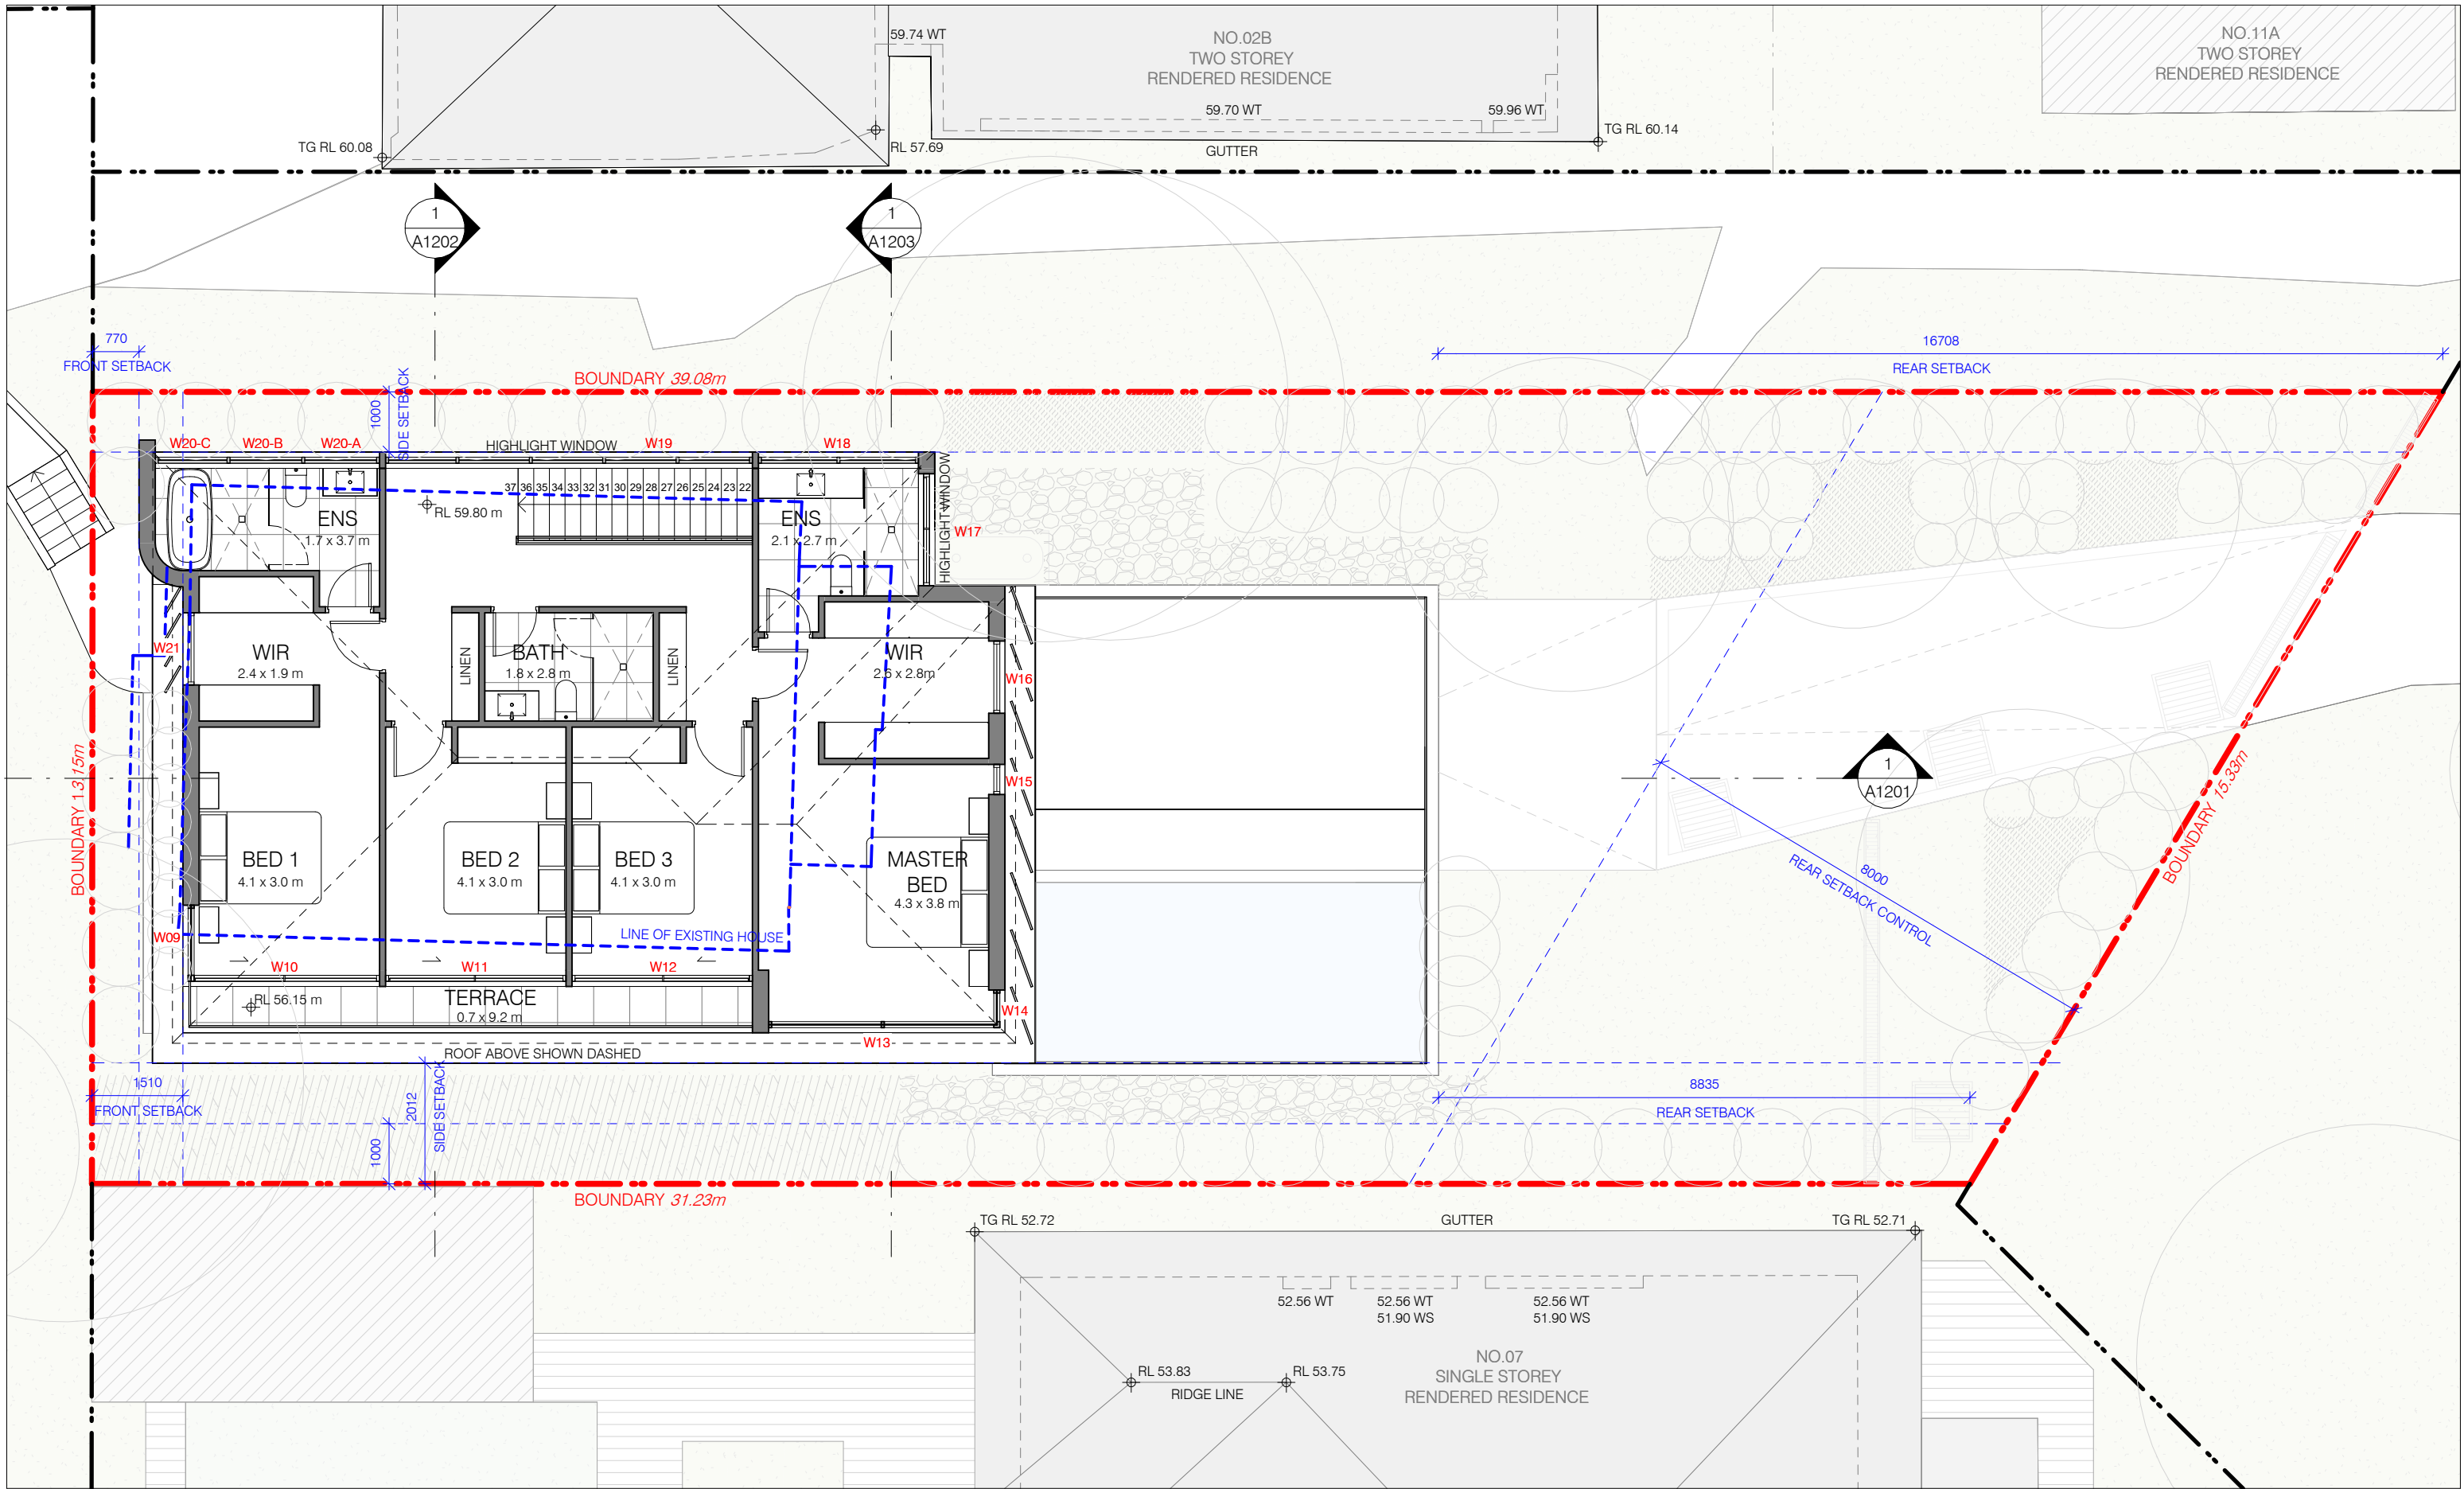 59.74 WT
NO.02B
TWO STOREY
RENDERED RESIDENCE
NO.11A
TWO STOREY
RENDERED RESIDENCE
59.70 WT
59.96 WT
TG RL 60.08
RL 57.69
GUTTER
TG RL 60.14
1
A1202
1
A1203
770
FRONT SETBACK
16708
REAR SETBACK
BOUNDARY 39.08m
1000
SIDE SETBACK
W20-C
W20-B
W20-A
HIGHLIGHT WINDOW
W19
W18
HIGHLIGHT WINDOW
37 36 35 34 33 32 31 30 29 28 27 26 25 24 23 22
RL 59.80 m
ENS
1.7 x 3.7 m
ENS
2.1 x 2.7 m
W17
W21
WIR
2.4 x 1.9 m
LINEN
BATH
1.8 x 2.8 m
LINEN
WIR
2.6 x 2.8m
W16
W15
1
A1201
BOUNDARY 13.15m
BOUNDARY 15.33m
BED 1
4.1 x 3.0 m
BED 2
4.1 x 3.0 m
BED 3
4.1 x 3.0 m
MASTER
BED
4.3 x 3.8 m
8000
REAR SETBACK CONTROL
W09
LINE OF EXISTING HOUSE
W10
W11
W12
RL 56.15 m
TERRACE
0.7 x 9.2 m
W14
W13
ROOF ABOVE SHOWN DASHED
1510
FRONT SETBACK
2012
SIDE SETBACK
1000
8835
REAR SETBACK
BOUNDARY 31.23m
TG RL 52.72
GUTTER
TG RL 52.71
52.56 WT
52.56 WT
51.90 WS
52.56 WT
51.90 WS
RL 53.83
RL 53.75
RIDGE LINE
NO.07
SINGLE STOREY
RENDERED RESIDENCE